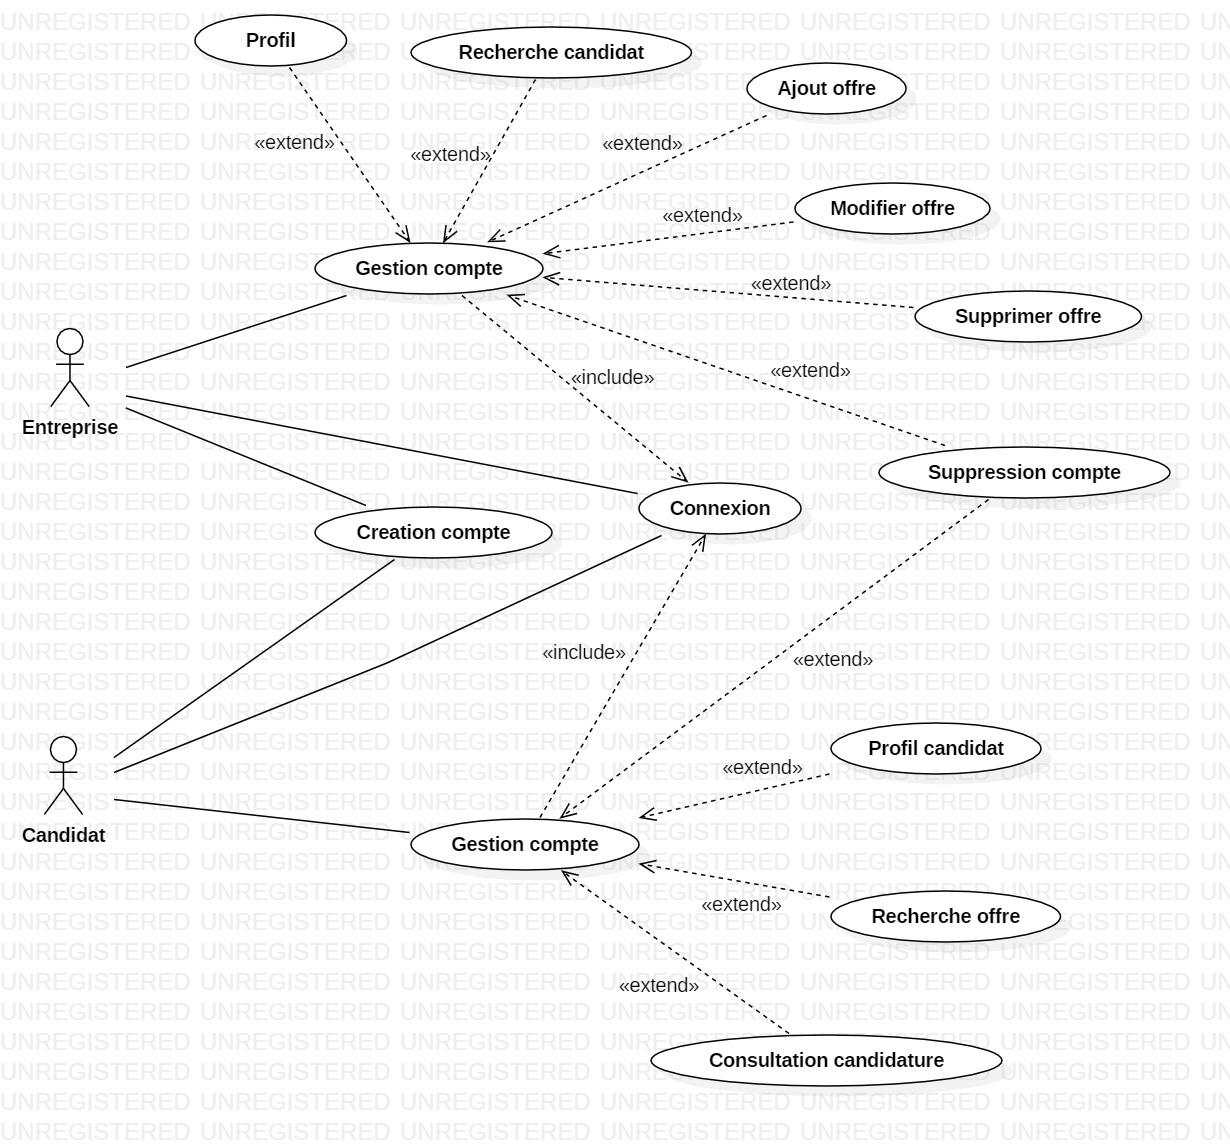 Profil
Recherche candidat
Ajout offre
«extend»
«extend»
«extend»
Modifier offre
«extend»
Gestion compte
«extend»
Supprimer offre
«include»
«extend»
Entreprise
Suppression compte
Connexion
Creation compte
«include»
«extend»
Profil candidat
«extend»
Candidat
Gestion compte
«extend»
Recherche offre
«extend»
Consultation candidature
UNREGISTERED